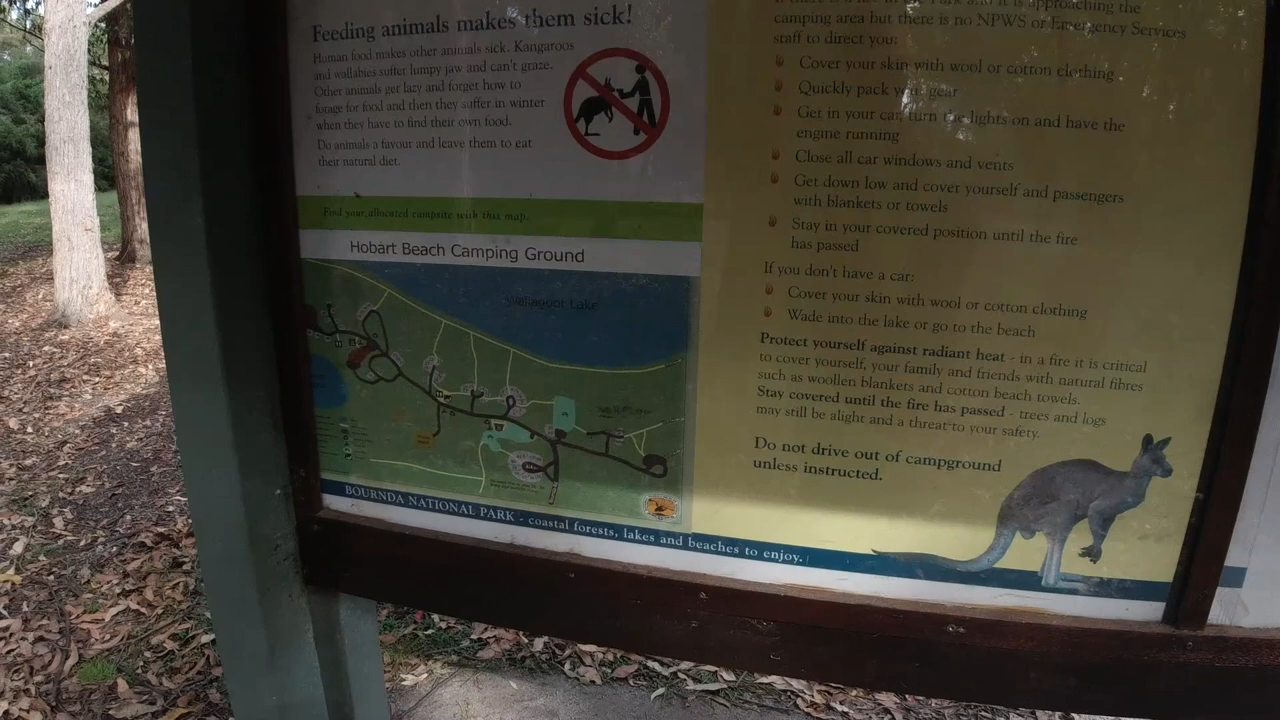 Feeding animals makes them sick!
Human food makes other animals sick. Kangaroos
and wallabies suffer lumpy jaw and can't graze.
Other animals get lazy and forget how to
forage for food and then they suffer in winter
when they have to find their own food.
Do animals a favour and leave them to eat
their natural diet.
Find your allocated campsite with this map.
Hobart Beach Camping Ground
Wallagoot Lake
BOURNDA NATIONAL PARK - coastal forests, lakes and beaches to enjoy.
and it is approaching the
camping area but there is no NPWS or Emergency Services
staff to direct you:
Cover your skin with wool or cotton clothing
Quickly pack your gear
Get in your car, turn the lights on and have the
engine running
Close all car windows and vents
Get down low and cover yourself and passengers
with blankets or towels
Stay in your covered position until the fire
has passed
If you don't have a car:
Cover your skin with wool or cotton clothing
Wade into the lake or go to the beach
Protect yourself against radiant heat - in a fire it is critical
to cover yourself, your family and friends with natural fibres
such as woollen blankets and cotton beach towels.
Stay covered until the fire has passed - trees and logs
may still be alight and a threat to your safety.
Do not drive out of campground
unless instructed.